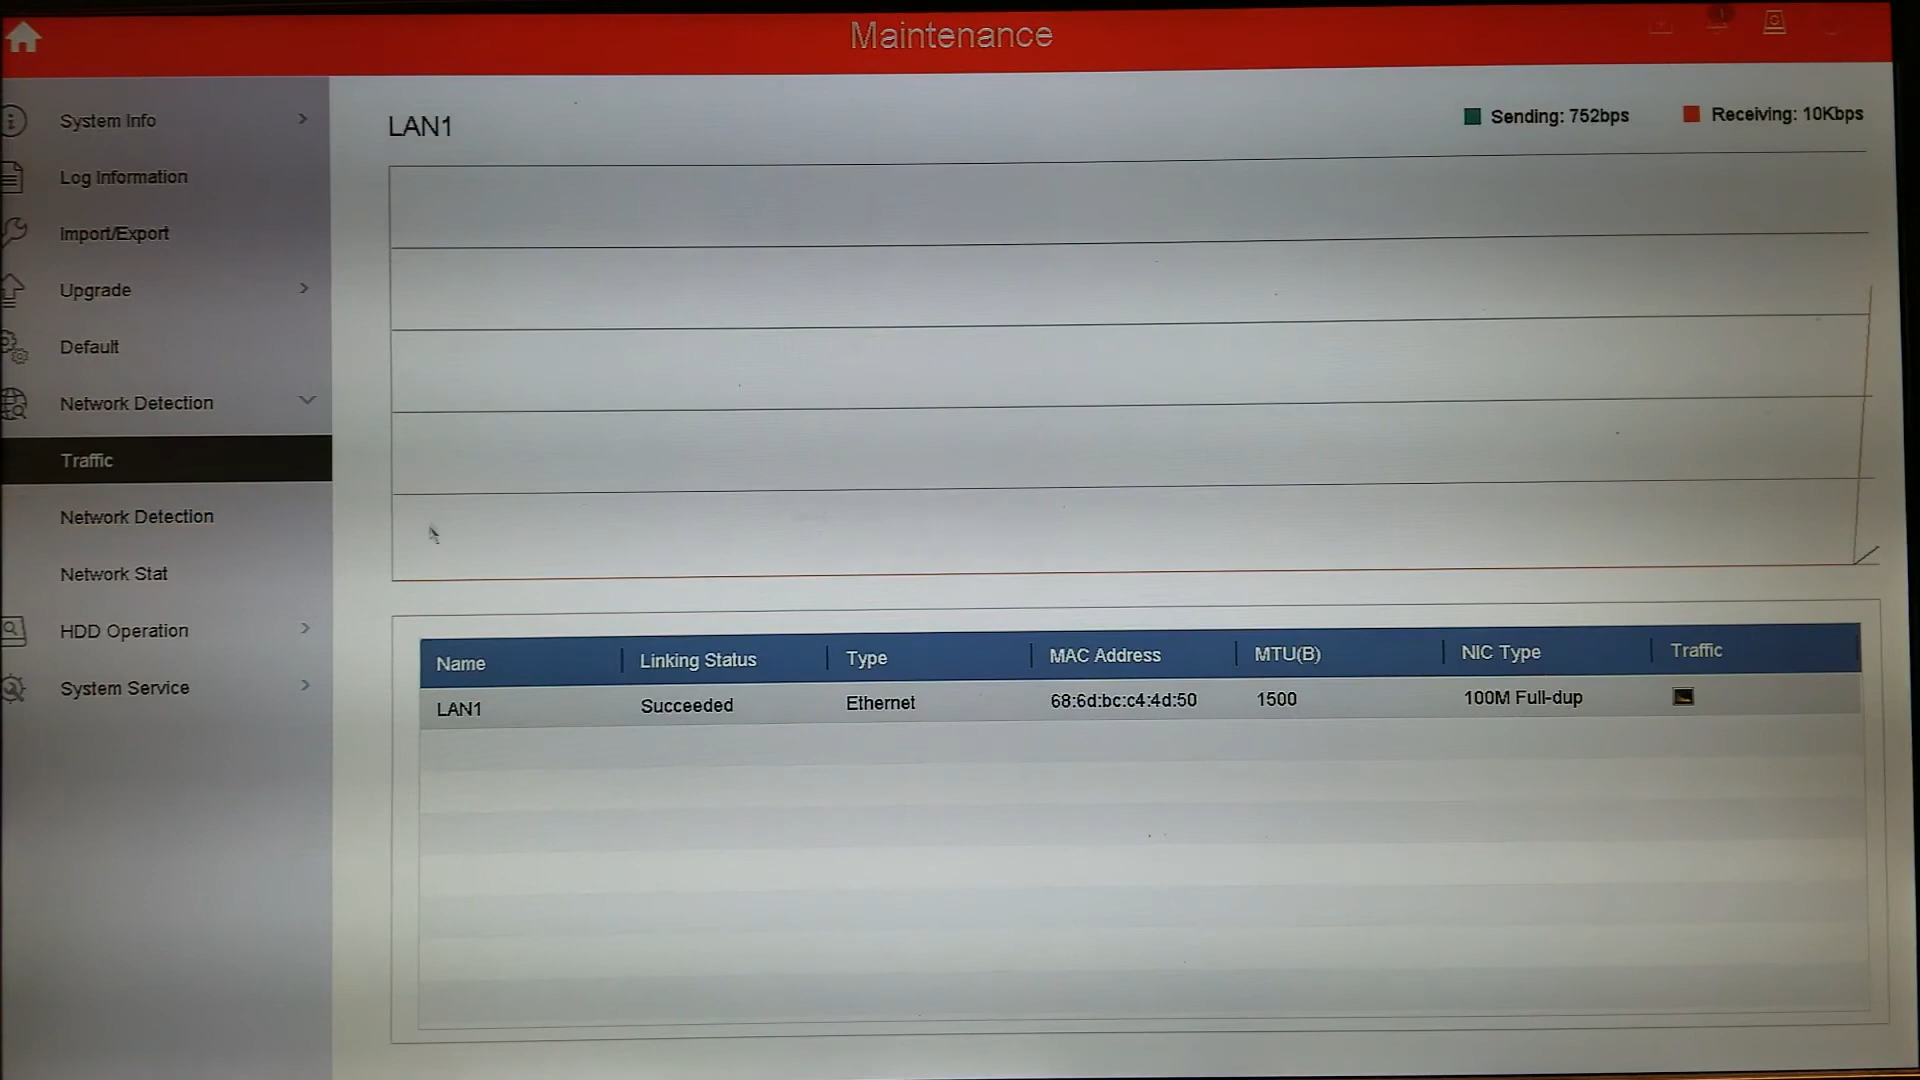 Maintenance
System Info
Log Information
Import/Export
Upgrade
Default
Network Detection
Traffic
Network Detection
Network Stat
HDD Operation
System Service
LAN1
Sending: 752bps
Receiving: 10Kbps
Name Linking Status Type MAC Address MTU(B) NIC Type Traffic
LAN1 Succeeded Ethernet 68:6d:bc:c4:4d:50 1500 100M Full-dup